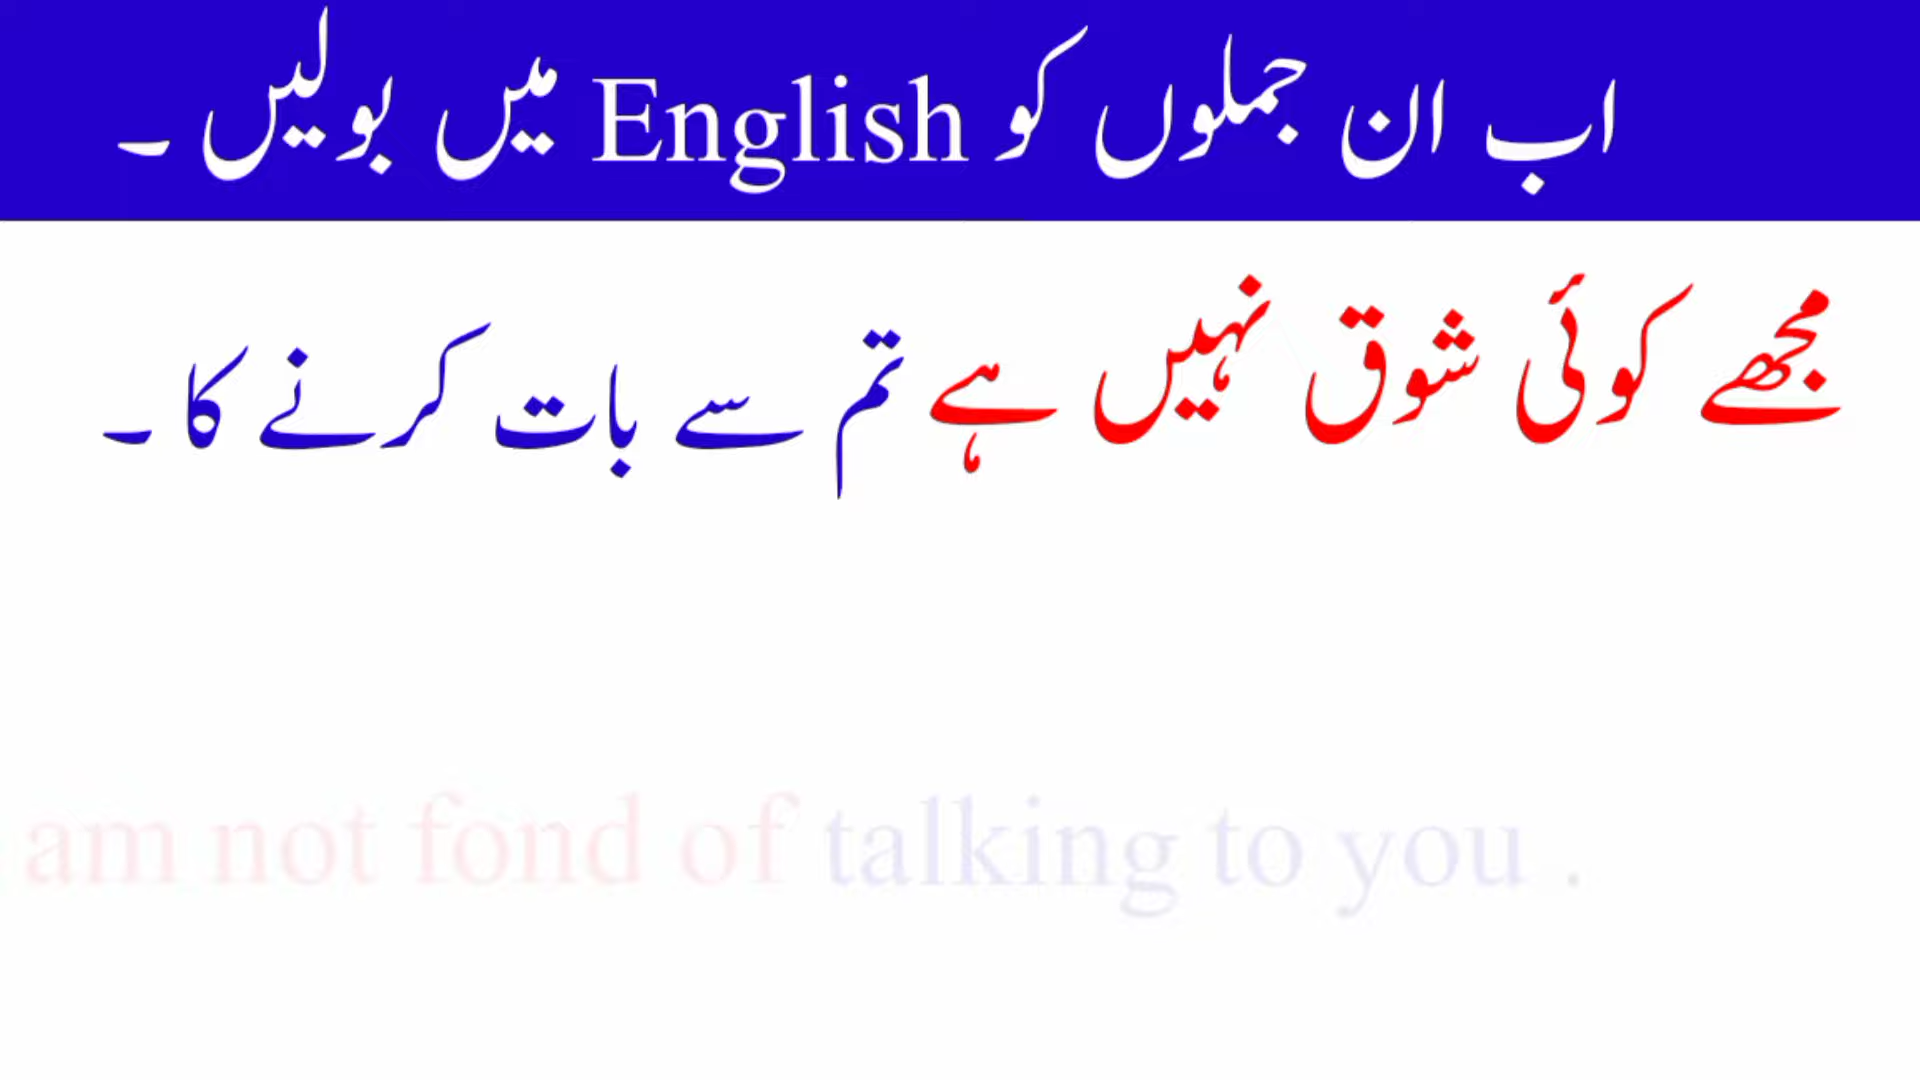 اب ان جملوں کو English میں بولیں ۔
مجھے کوئی شوق نہیں ہے تم سے بات کرنے کا ۔
am not fond of talking to you .